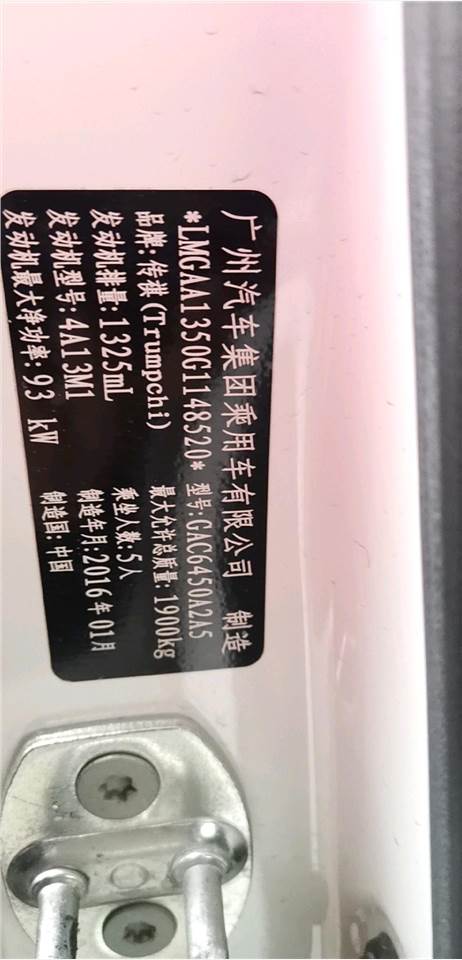 广州汽车集团乘用车有限公司 制造
*LMGAA1350G1148520* 型号:GAC6450A2A5
品牌:传祺(Trumpchi) 最大允许总质量:1900kg
发动机排量:1325mL 乘坐人数:5人
发动机型号:4A13M1 制造年月:2016年01月
发动机最大净功率:93 kW 制造国:中国